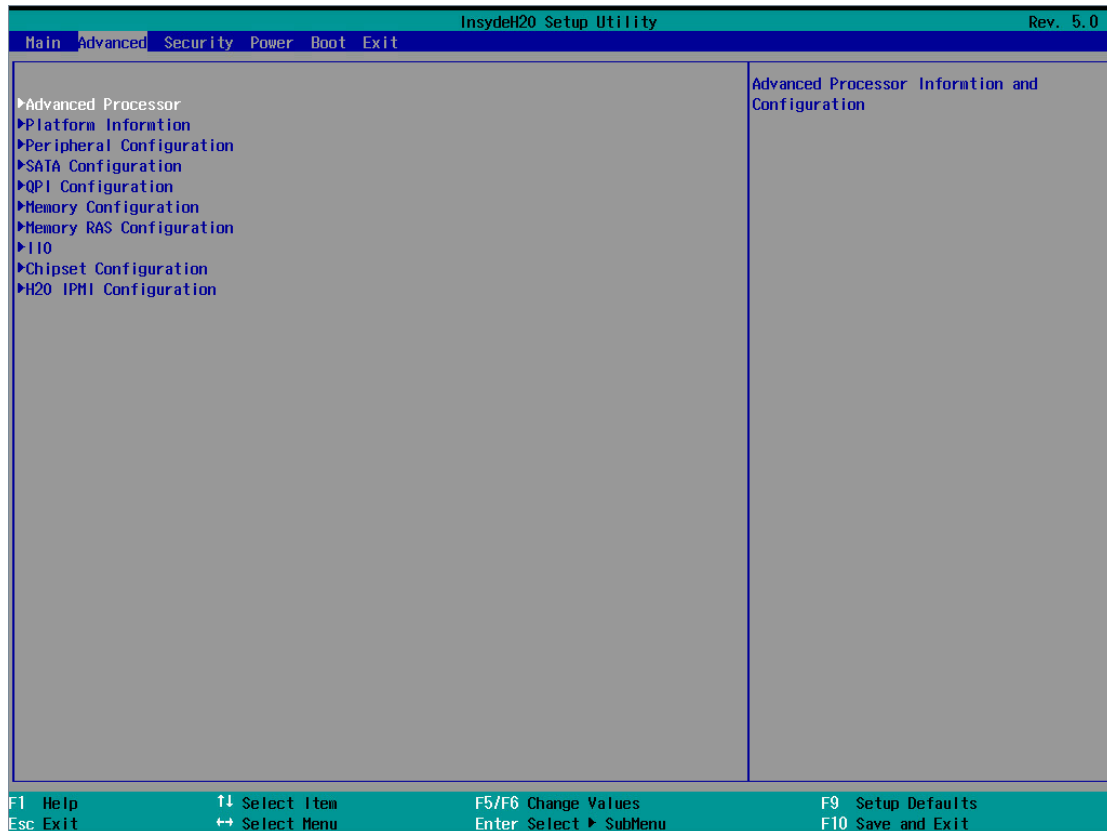 InsydeH20 Setup Utility Rev. 5.0
Main Advanced Security Power Boot Exit
▶Advanced Processor
▶Platform Informtion
▶Peripheral Configuration
▶SATA Configuration
▶QPI Configuration
▶Memory Configuration
▶Memory RAS Configuration
▶IIO
▶Chipset Configuration
▶H20 IPMI Configuration
Advanced Processor Informtion and
Configuration
F1 Help ↑↓ Select Item F5/F6 Change Values F9 Setup Defaults
Esc Exit ↔ Select Menu Enter Select ▶ SubMenu F10 Save and Exit